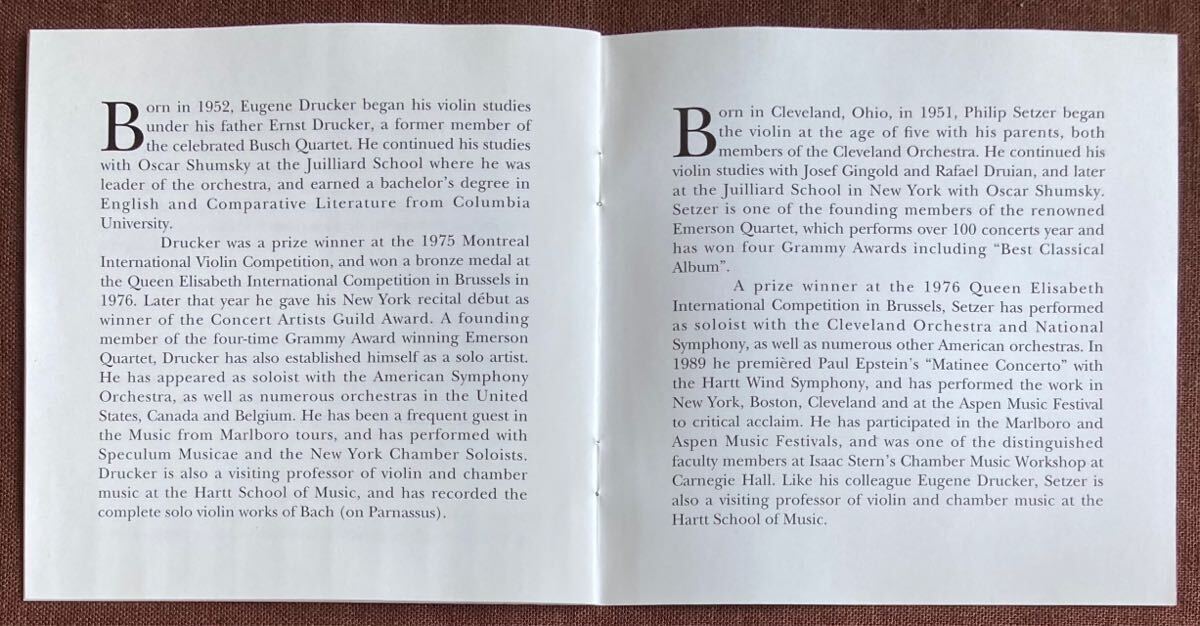 Born in 1952, Eugene Drucker began his violin studies
under his father Ernst Drucker, a former member of
the celebrated Busch Quartet. He continued his studies
with Oscar Shumsky at the Juilliard School where he was
leader of the orchestra, and earned a bachelor's degree in
English and Comparative Literature from Columbia
University.
Drucker was a prize winner at the 1975 Montreal
International Violin Competition, and won a bronze medal at
the Queen Elisabeth International Competition in Brussels in
1976. Later that year he gave his New York recital début as
winner of the Concert Artists Guild Award. A founding
member of the four-time Grammy Award winning Emerson
Quartet, Drucker has also established himself as a solo artist.
He has appeared as soloist with the American Symphony
Orchestra, as well as numerous orchestras in the United
States, Canada and Belgium. He has been a frequent guest in
the Music from Marlboro tours, and has performed with
Speculum Musicae and the New York Chamber Soloists.
Drucker is also a visiting professor of violin and chamber
music at the Hartt School of Music, and has recorded the
complete solo violin works of Bach (on Parnassus).
Born in Cleveland, Ohio, in 1951, Philip Setzer began
the violin at the age of five with his parents, both
members of the Cleveland Orchestra. He continued his
violin studies with Josef Gingold and Rafael Druian, and later
at the Juilliard School in New York with Oscar Shumsky.
Setzer is one of the founding members of the renowned
Emerson Quartet, which performs over 100 concerts year and
has won four Grammy Awards including “Best Classical
Album”.
A prize winner at the 1976 Queen Elisabeth
International Competition in Brussels, Setzer has performed
as soloist with the Cleveland Orchestra and National
Symphony, as well as numerous other American orchestras. In
1989 he premièred Paul Epstein's “Matinee Concerto” with
the Hartt Wind Symphony, and has performed the work in
New York, Boston, Cleveland and at the Aspen Music Festival
to critical acclaim. He has participated in the Marlboro and
Aspen Music Festivals, and was one of the distinguished
faculty members at Isaac Stern's Chamber Music Workshop at
Carnegie Hall. Like his colleague Eugene Drucker, Setzer is
also a visiting professor of violin and chamber music at the
Hartt School of Music.